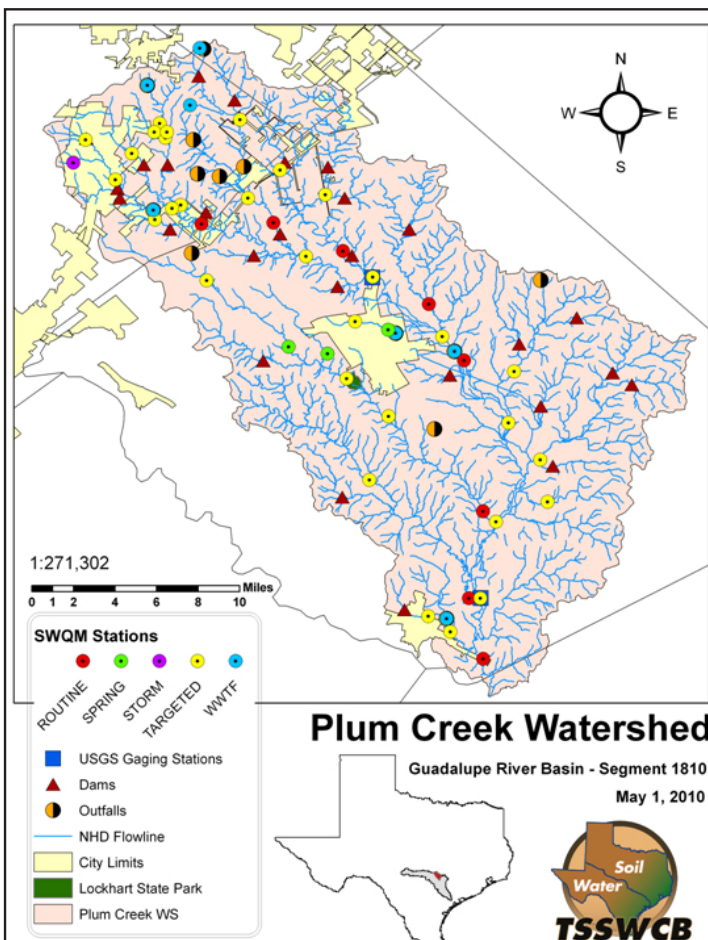 N
W E
S
1:271,302
Miles
0 1 2 4 6 8 10
SWQM Stations
ROUTINE
SPRING
STORM
TARGETED
WWTF
USGS Gaging Stations
Dams
Outfalls
NHD Flowline
City Limits
Lockhart State Park
Plum Creek WS
Plum Creek Watershed
Guadalupe River Basin - Segment 1810
May 1, 2010
Soil
Water
TSSWCB